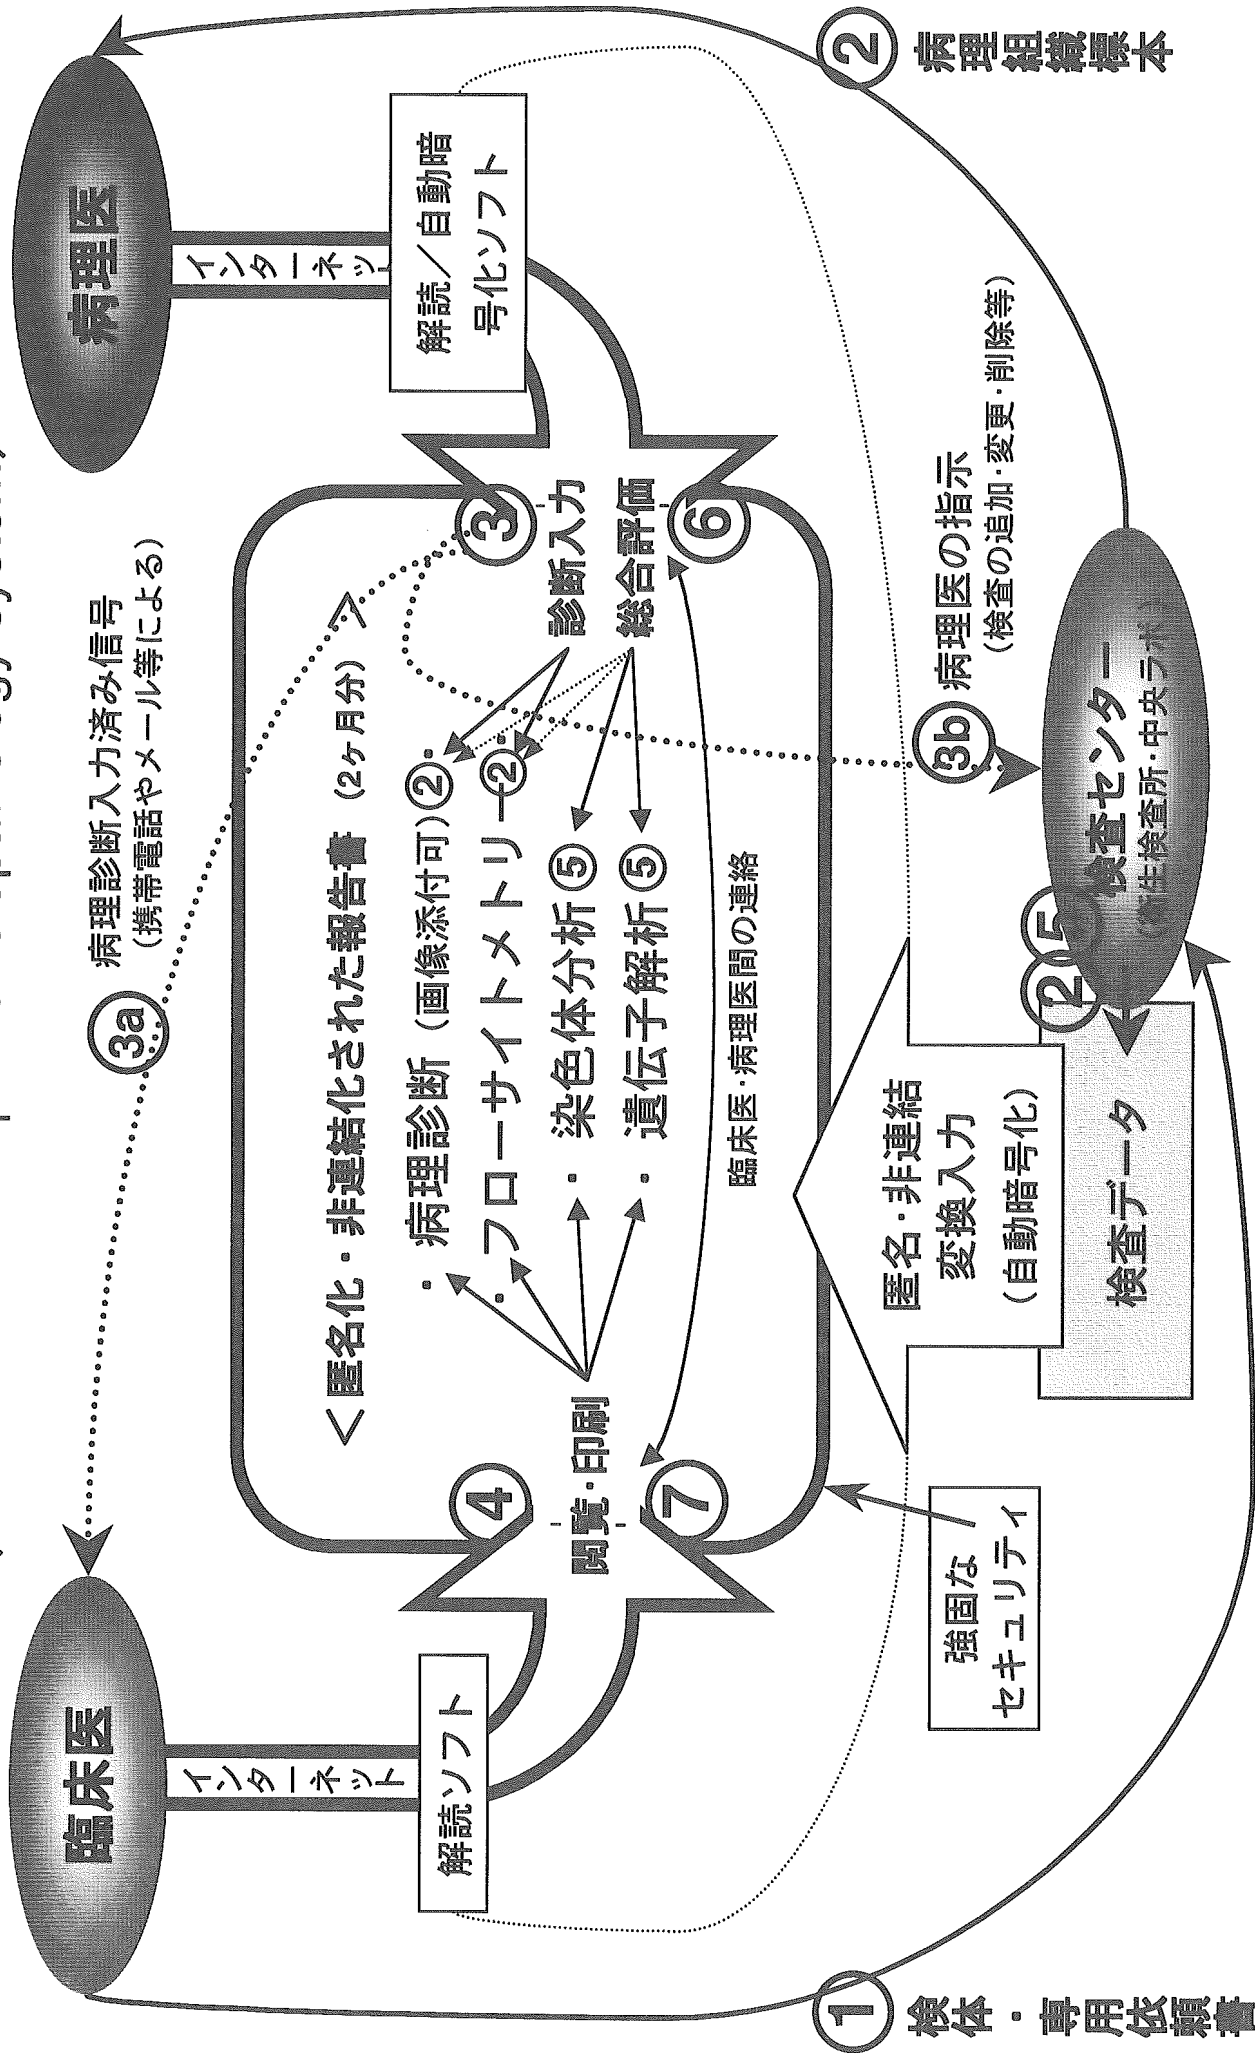 臨床医
病理医
インターネット
インターネット
解読ソフト
解読／自動暗
号化ソフト
3a
病理診断入力済み信号
(携帯電話やメール等による)
＜匿名化・非連結化された報告書 (2ヶ月分)＞
・病理診断 (画像添付可)②・
・フローサイトメトリー②・
・染色体分析⑤
・遺伝子解析⑤
臨床医・病理医間の連絡
④
閲覧・印刷
⑦
③
診断入力
総合評価
⑥
匿名・非連結
変換入力
(自動暗号化)
検査データ
強固な
セキュリティ
②⑤
検査センター
(衛生検査所・中央ラボ)
3b
病理医の指示
(検査の追加・変更・削除等)
①
検体・専用依頼書
②
病理組織標本